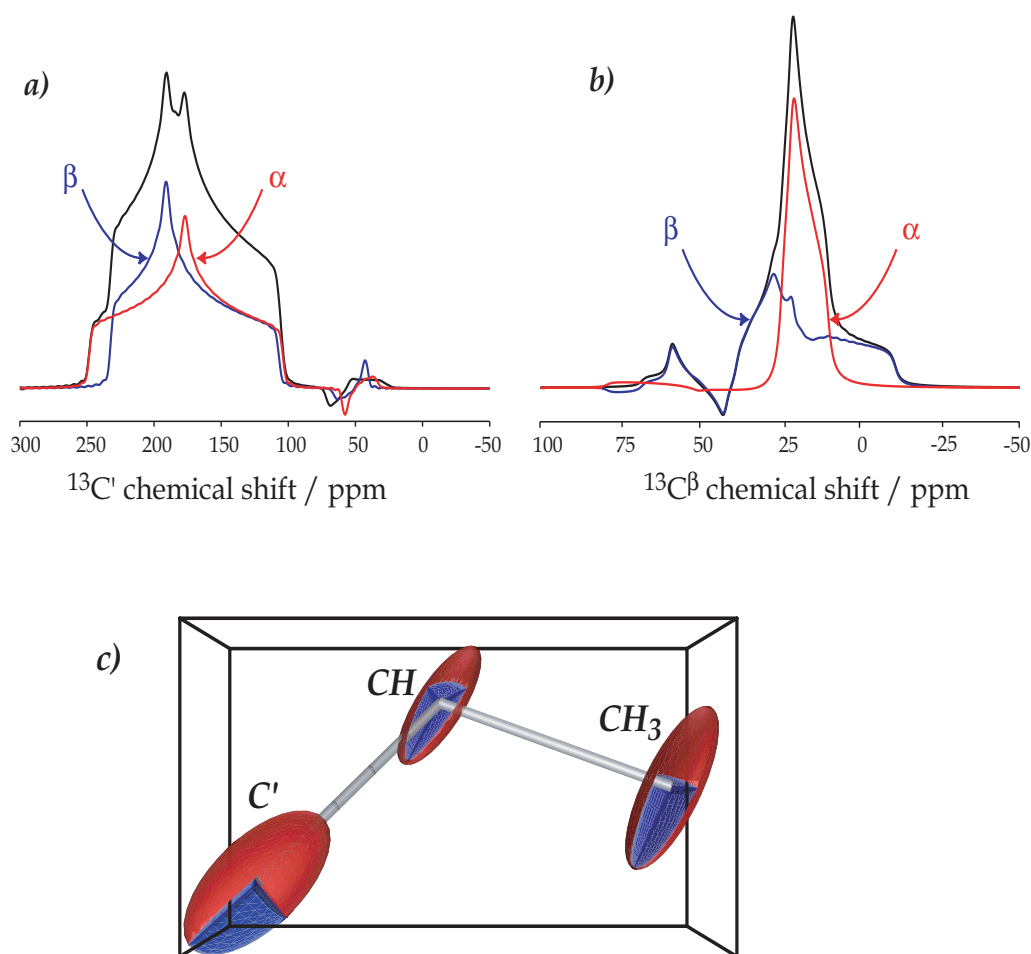 a)
β
α
300 250 200 150 100 50 0 -50
¹³C' chemical shift / ppm
b)
β
α
100 75 50 25 0 -25 -50
¹³Cᵝ chemical shift / ppm
c)
CH
CH₃
C'